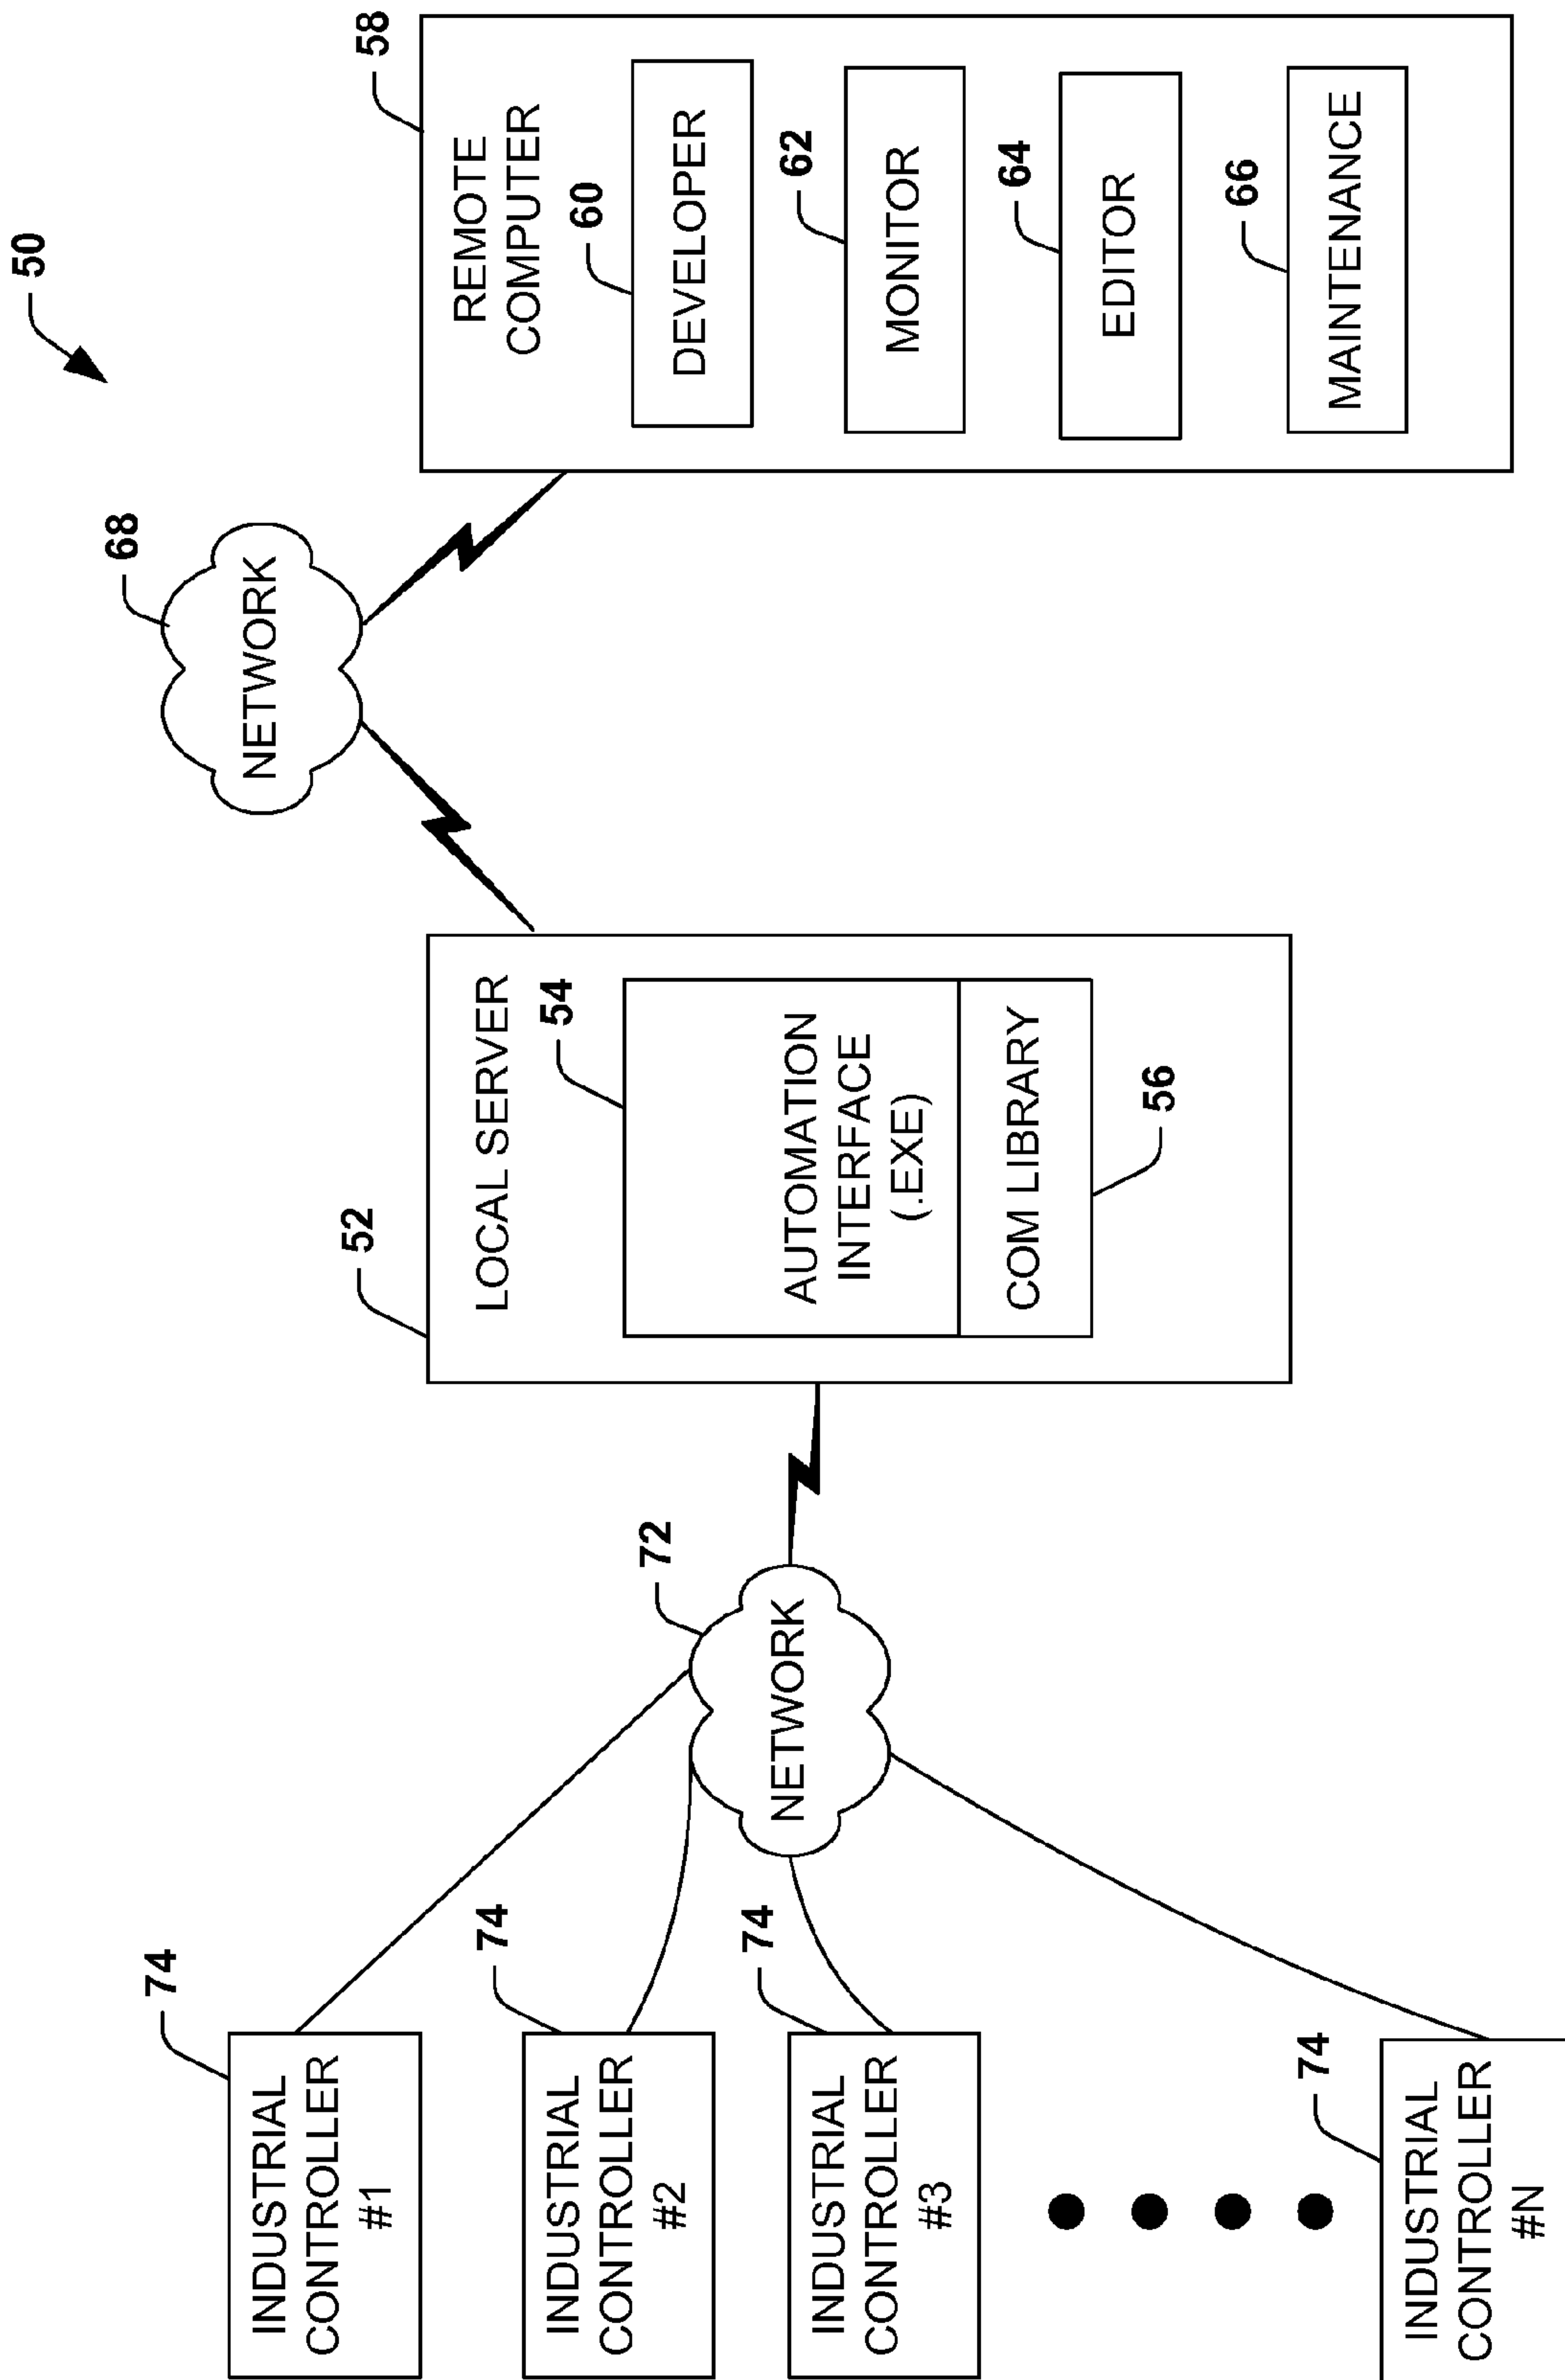 50
74
INDUSTRIAL
CONTROLLER
#1
74
INDUSTRIAL
CONTROLLER
#2
74
INDUSTRIAL
CONTROLLER
#3
74
INDUSTRIAL
CONTROLLER
#N
72
NETWORK
52
LOCAL SERVER
54
AUTOMATION
INTERFACE
(.EXE)
COM LIBRARY
56
68
NETWORK
58
REMOTE
COMPUTER
60
DEVELOPER
62
MONITOR
64
EDITOR
66
MAINTENANCE